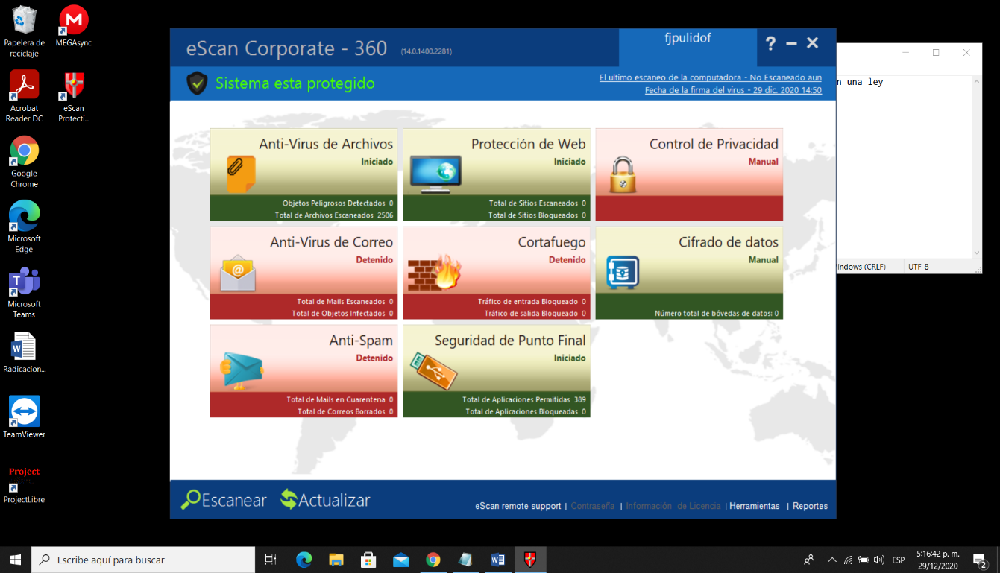 Papelera de
reciclaje
MEGAsync
Acrobat
Reader DC
eScan
Protecti...
Google
Chrome
Microsoft
Edge
Microsoft
Teams
Radicacion...
TeamViewer
Project
ProjectLibre
eScan Corporate - 360 (14.0.1400.2281)
fjpulidof
Sistema esta protegido
El ultimo escaneo de la computadora - No Escaneado aun
Fecha de la firma del virus - 29 dic. 2020 14:50
Anti-Virus de Archivos
Iniciado
Objetos Peligrosos Detectados 0
Total de Archivos Escaneados 2506
Protección de Web
Iniciado
Total de Sitios Escaneados 0
Total de Sitios Bloqueados 0
Control de Privacidad
Manual
Anti-Virus de Correo
Detenido
Total de Mails Escaneados 0
Total de Objetos Infectados 0
Cortafuego
Detenido
Tráfico de entrada Bloqueado 0
Tráfico de salida Bloqueado 0
Cifrado de datos
Manual
Número total de bóvedas de datos: 0
Anti-Spam
Detenido
Total de Mails en Cuarentena 0
Total de Correos Borrados 0
Seguridad de Punto Final
Iniciado
Total de Aplicaciones Permitidas 389
Total de Aplicaciones Bloqueadas 0
Escanear Actualizar
eScan remote support | Contraseña | Información de Licencia | Herramientas | Reportes
n una ley
indows (CRLF) UTF-8
Escribe aquí para buscar
ESP
5:16:42 p. m.
29/12/2020
2